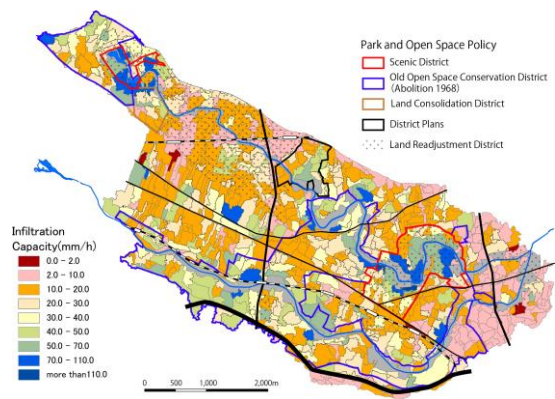 Park and Open Space Policy
Scenic District
Old Open Space Conservation District
(Abolition 1968)
Land Consolidation District
District Plans
Land Readjustment District
Infiltration
Capacity(mm/h)
0.0 - 2.0
2.0 - 10.0
10.0 - 20.0
20.0 - 30.0
30.0 - 40.0
40.0 - 50.0
50.0 - 70.0
70.0 - 110.0
more than110.0
0 500 1,000 2,000m